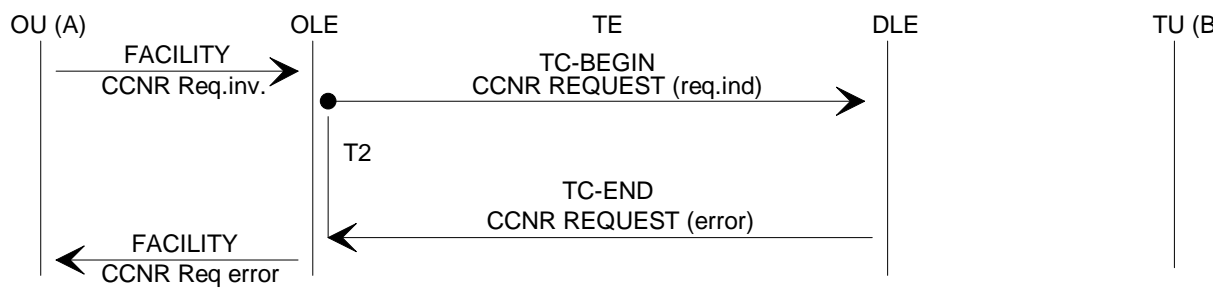 OU (A) OLE TE DLE TU (B
FACILITY
CCNR Req.inv.
TC-BEGIN
CCNR REQUEST (req.ind)
T2
TC-END
CCNR REQUEST (error)
FACILITY
CCNR Req error